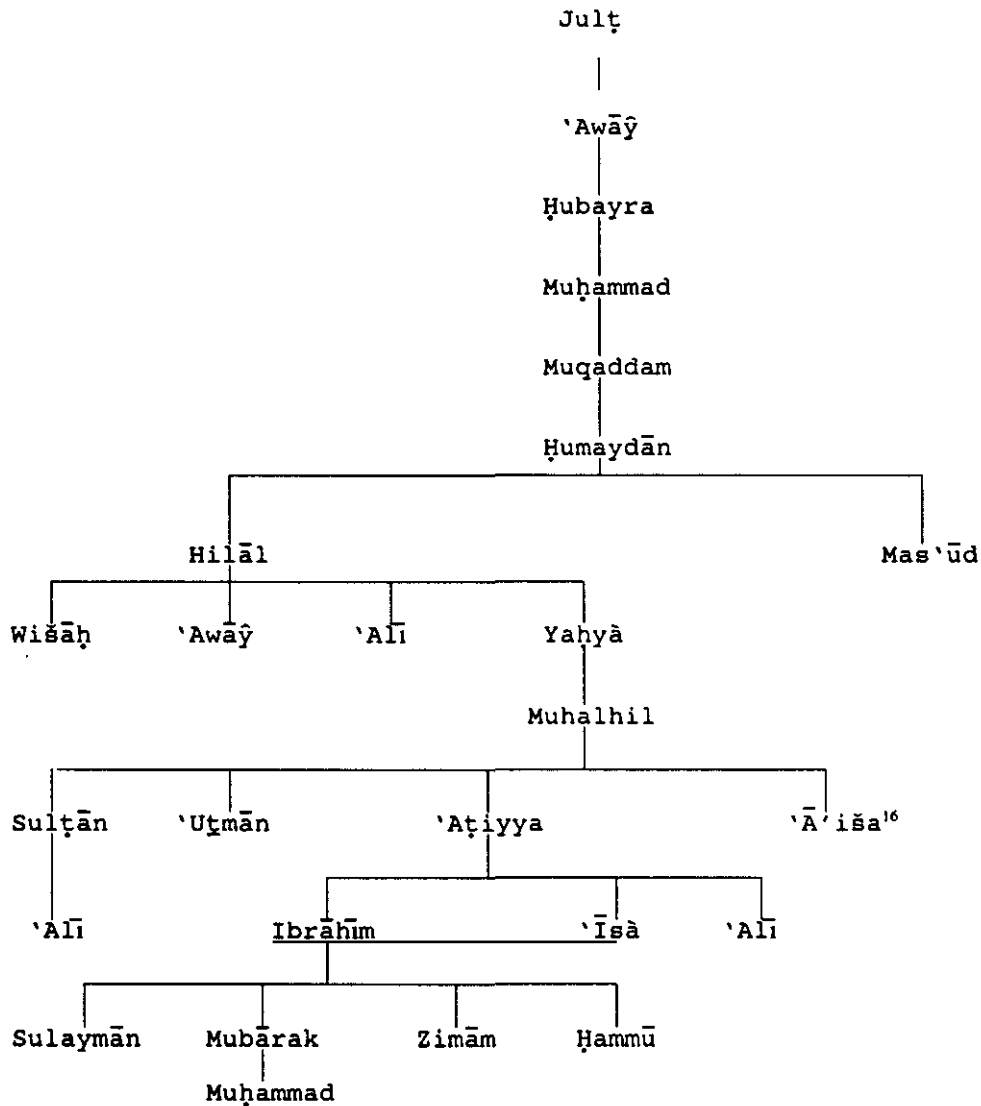 Julṭ
‘Awāŷ
Ḥubayra
Muḥammad
Muqaddam
Ḥumaydān
Hilāl Mas‘ūd
Wišāḥ ‘Awāŷ ‘Alī Yaḥyà
Muhalhil
Sulṭān ‘Uṯmān ‘Aṭiyya ‘Ā’iša¹⁶
‘Alī Ibrāhīm ‘Īsà ‘Alī
Sulaymān Mubārak Zimām Ḥammū
Muḥammad